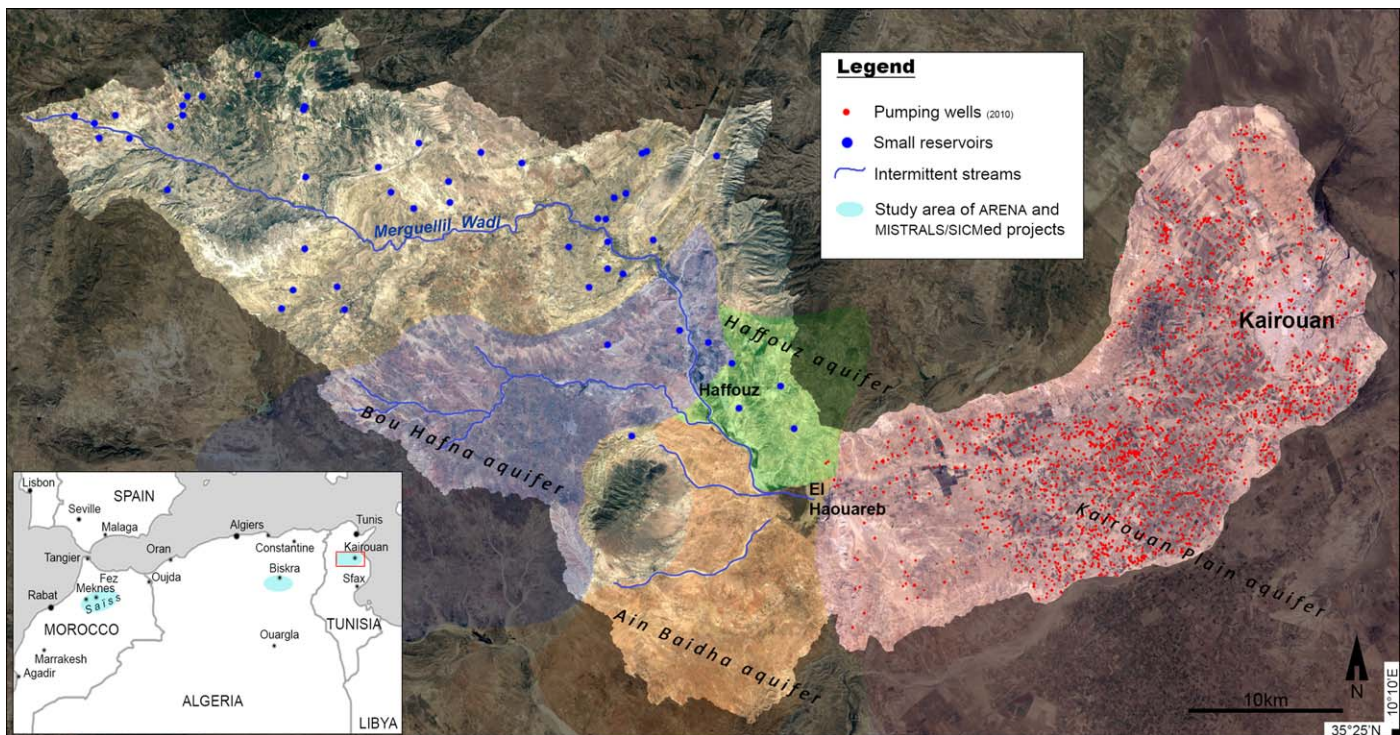 Legend
Pumping wells (2010)
Small reservoirs
Intermittent streams
Study area of ARENA and
MISTRALS/SICMed projects
Merguellil Wadi
Kairouan
Haffouz aquifer
Haffouz
Bou Hafna aquifer
El
Haouareb
Kairouan Plain aquifer
Ain Baidha aquifer
Lisbon
SPAIN
Seville
Malaga
Algiers
Tunis
Tangier
Oran
Constantine
Kairouan
Fez
Oujda
Biskra
Sfax
Meknes
Rabat
Saïss
MOROCCO
TUNISIA
Ouargla
Marrakesh
Agadir
ALGERIA
LIBYA
N
10km
10°10'E
35°25'N